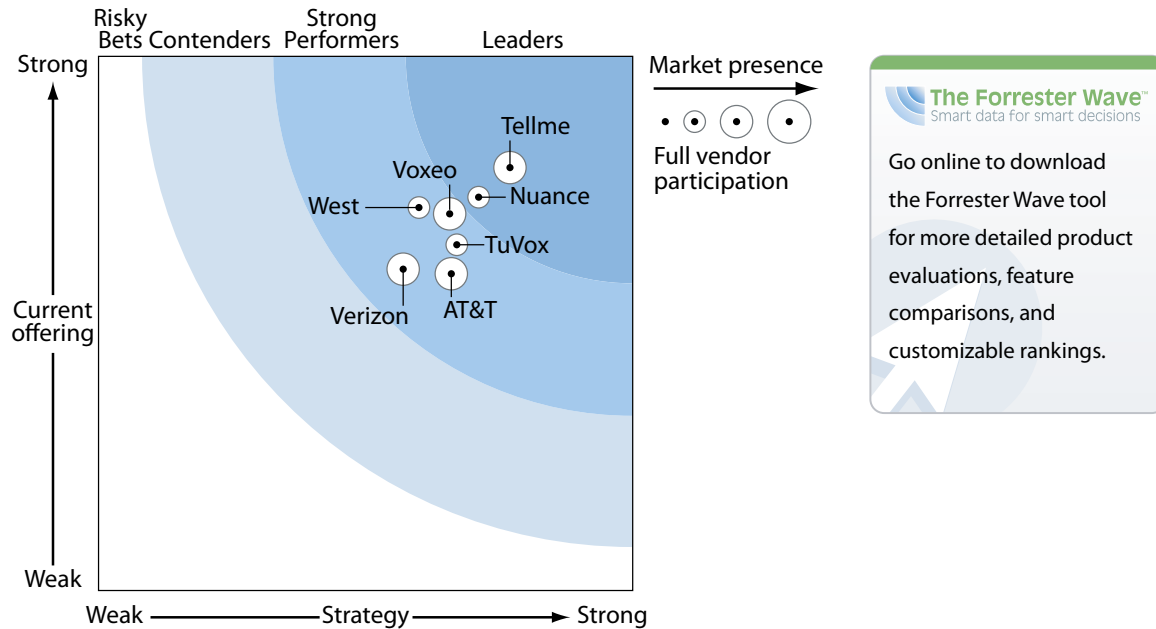 Risky
Bets
Contenders
Strong
Performers
Leaders
Strong
Current
offering
Weak
Tellme
Voxeo
Nuance
West
TuVox
Verizon
AT&T
Weak
Strategy
Strong
Market presence
Full vendor
participation
The Forrester Wave™
Smart data for smart decisions
Go online to download
the Forrester Wave tool
for more detailed product
evaluations, feature
comparisons, and
customizable rankings.